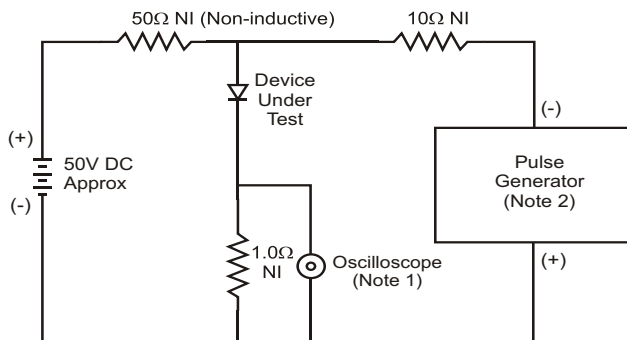 50Ω NI (Non-inductive)
10Ω NI
Device
Under
Test
(-)
(+)
50V DC
Approx
(-)
Pulse
Generator
(Note 2)
1.0Ω
NI
Oscilloscope
(Note 1)
(+)